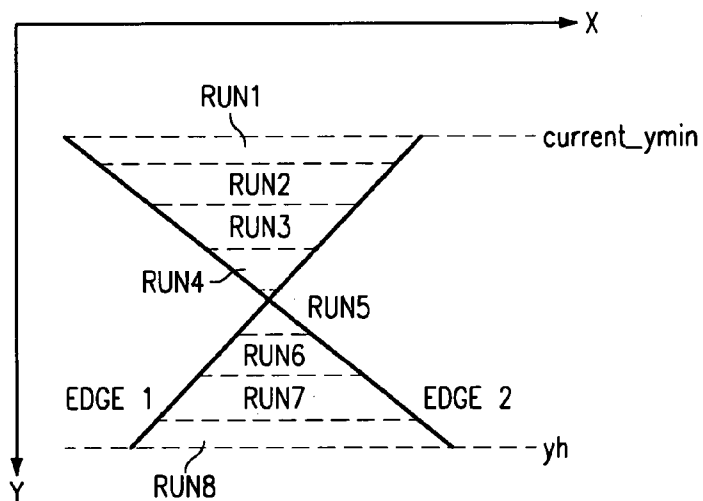 X
RUN1
current_ymin
RUN2
RUN3
RUN4
RUN5
RUN6
EDGE 1
RUN7
EDGE 2
yh
RUN8
Y